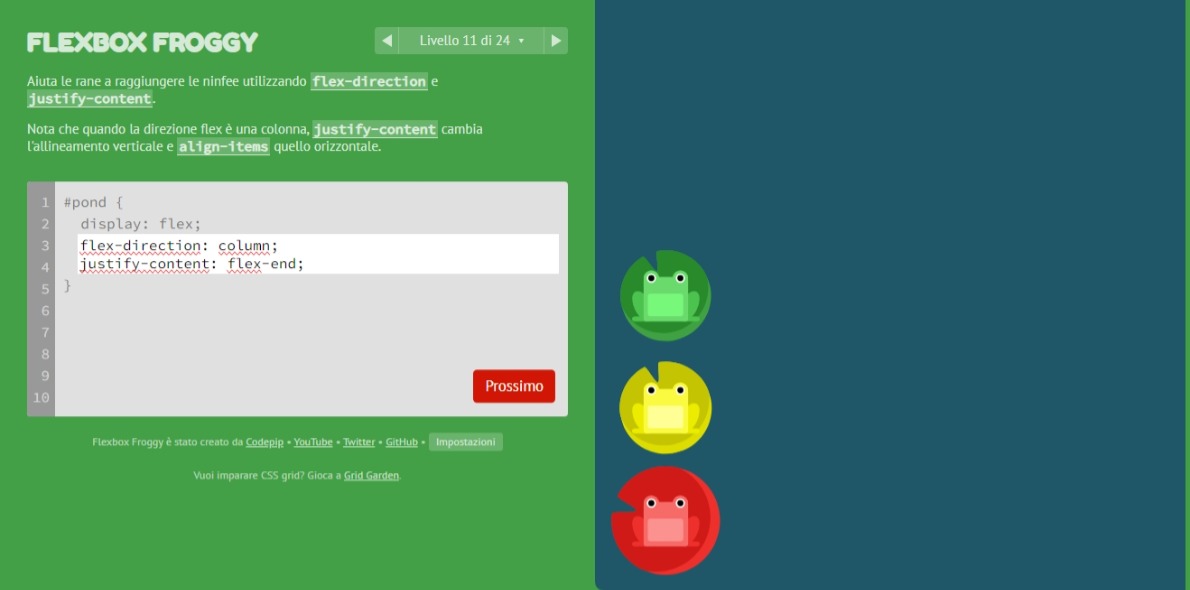 FLEXBOX FROGGY
◀ Livello 11 di 24 ▾ ▶
Aiuta le rane a raggiungere le ninfee utilizzando flex-direction e
justify-content.
Nota che quando la direzione flex è una colonna, justify-content cambia
l'allineamento verticale e align-items quello orizzontale.
1 #pond {
2 display: flex;
3 flex-direction: column;
4 justify-content: flex-end;
5 }
6
7
8
9
10
Prossimo
Flexbox Froggy è stato creato da Codepip • YouTube • Twitter • GitHub • Impostazioni
Vuoi imparare CSS grid? Gioca a Grid Garden.